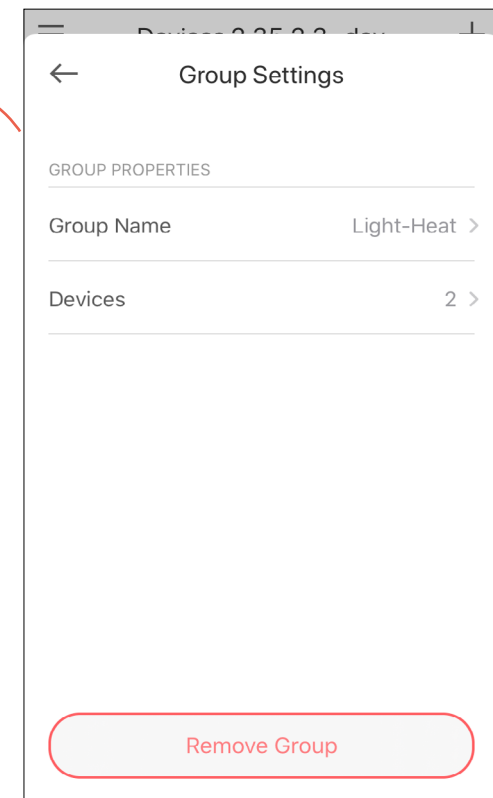 Group Settings
GROUP PROPERTIES
Group Name Light-Heat
Devices 2
Remove Group